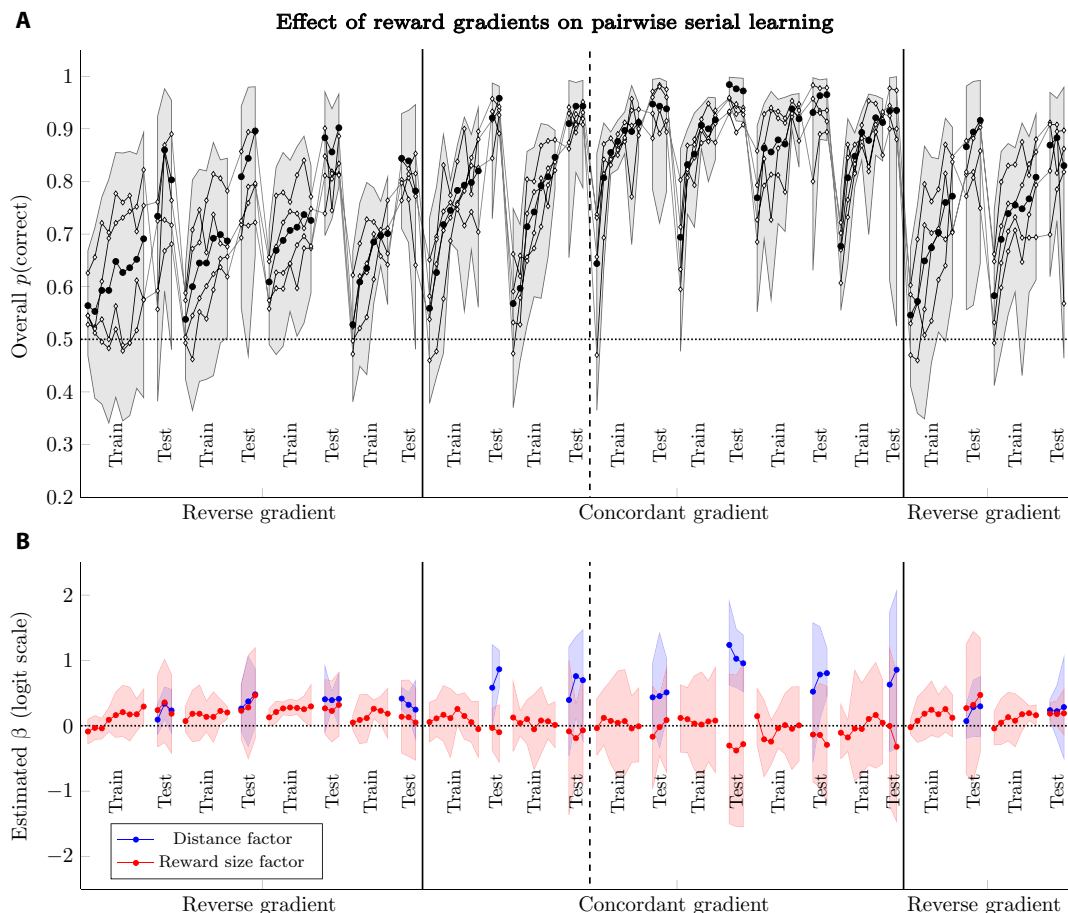 A
Effect of reward gradients on pairwise serial learning
Overall p(correct)
1
0.9
0.8
0.7
0.6
0.5
0.4
0.3
0.2
Train
Test
Train
Test
Train
Test
Train
Test
Train
Test
Train
Test
Train
Test
Train
Test
Train
Test
Train
Test
Train
Test
Train
Test
Reverse gradient
Concordant gradient
Reverse gradient
B
Estimated β (logit scale)
2
1
0
−1
−2
Train
Test
Train
Test
Train
Test
Train
Test
Train
Test
Train
Test
Train
Test
Train
Test
Train
Test
Train
Test
Train
Test
Train
Test
Distance factor
Reward size factor
Reverse gradient
Concordant gradient
Reverse gradient